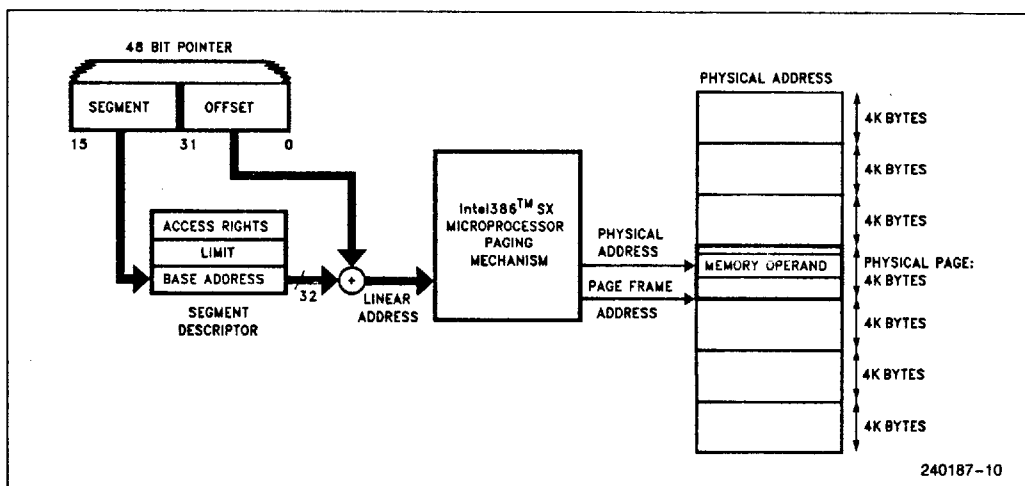 48 BIT POINTER
SEGMENT OFFSET
15 31 0
ACCESS RIGHTS
LIMIT
BASE ADDRESS
SEGMENT
DESCRIPTOR
32
+
LINEAR
ADDRESS
Intel386™ SX
MICROPROCESSOR
PAGING
MECHANISM
PHYSICAL
ADDRESS
PAGE FRAME
ADDRESS
PHYSICAL ADDRESS
4K BYTES
4K BYTES
4K BYTES
MEMORY OPERAND
PHYSICAL PAGE:
4K BYTES
4K BYTES
4K BYTES
4K BYTES
240187-10